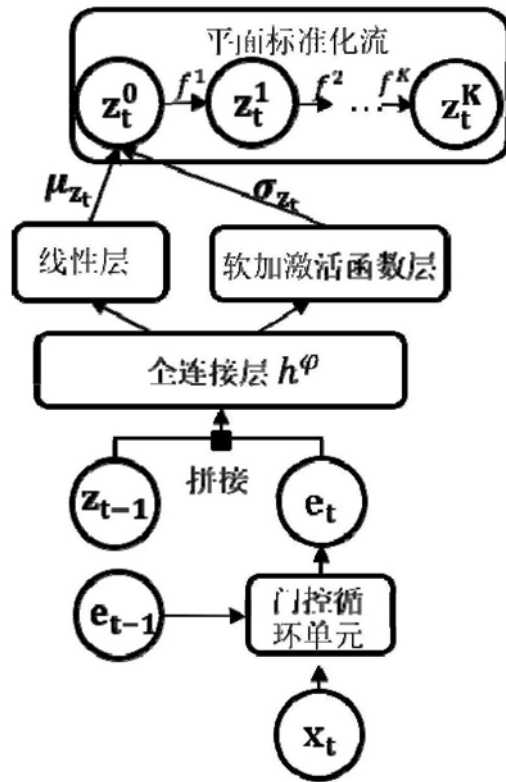 平面标准化流
z_t^0 f^1 z_t^1 f^2 ... f^K z_t^K
μ_{z_t} σ_{z_t}
线性层 软加激活函数层
全连接层 h^φ
拼接
z_{t-1} e_t
e_{t-1} 门控循
环单元
x_t